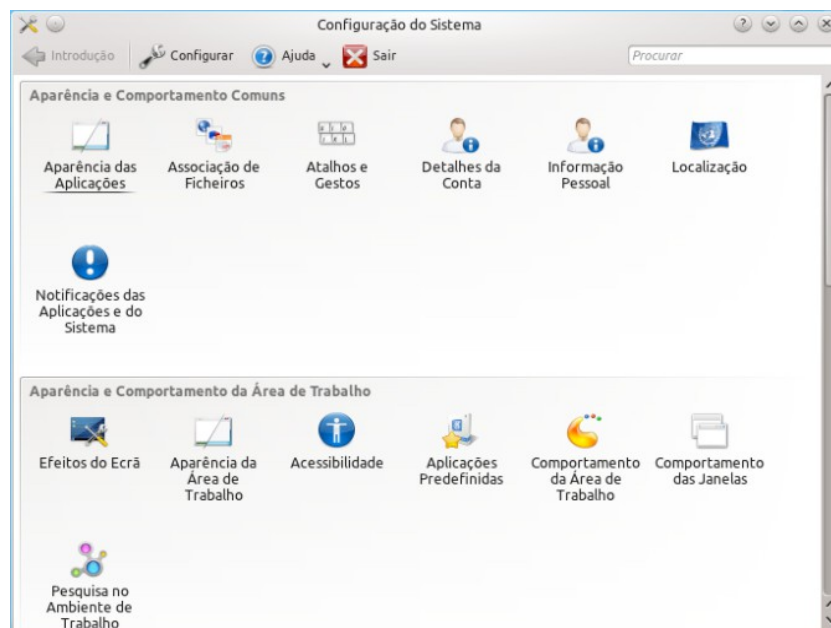 Configuração do Sistema
Introdução Configurar Ajuda Sair Procurar
Aparência e Comportamento Comuns
Aparência das Aplicações
Associação de Ficheiros
Atalhos e Gestos
Detalhes da Conta
Informação Pessoal
Localização
Notificações das
Aplicações e do
Sistema
Aparência e Comportamento da Área de Trabalho
Efeitos do Ecrã
Aparência da
Área de
Trabalho
Acessibilidade
Aplicações
Predefinidas
Comportamento
da Área de
Trabalho
Comportamento
das Janelas
Pesquisa no
Ambiente de
Trabalho